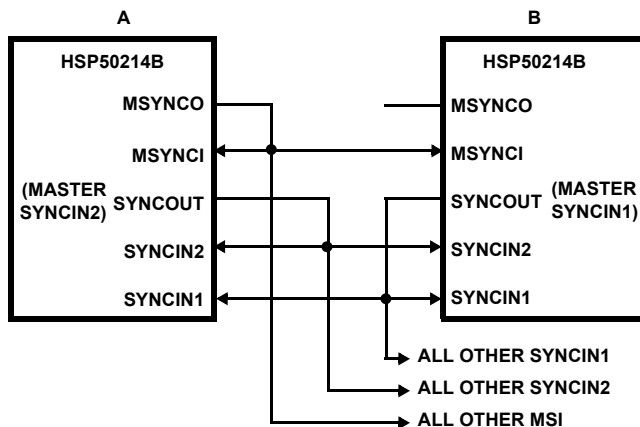 A
B
HSP50214B
HSP50214B
MSYNCO
MSYNCO
MSYNCI
MSYNCI
(MASTER
SYNCIN2)
SYNCOUT
SYNCOUT
(MASTER
SYNCIN1)
SYNCIN2
SYNCIN2
SYNCIN1
SYNCIN1
ALL OTHER SYNCIN1
ALL OTHER SYNCIN2
ALL OTHER MSI